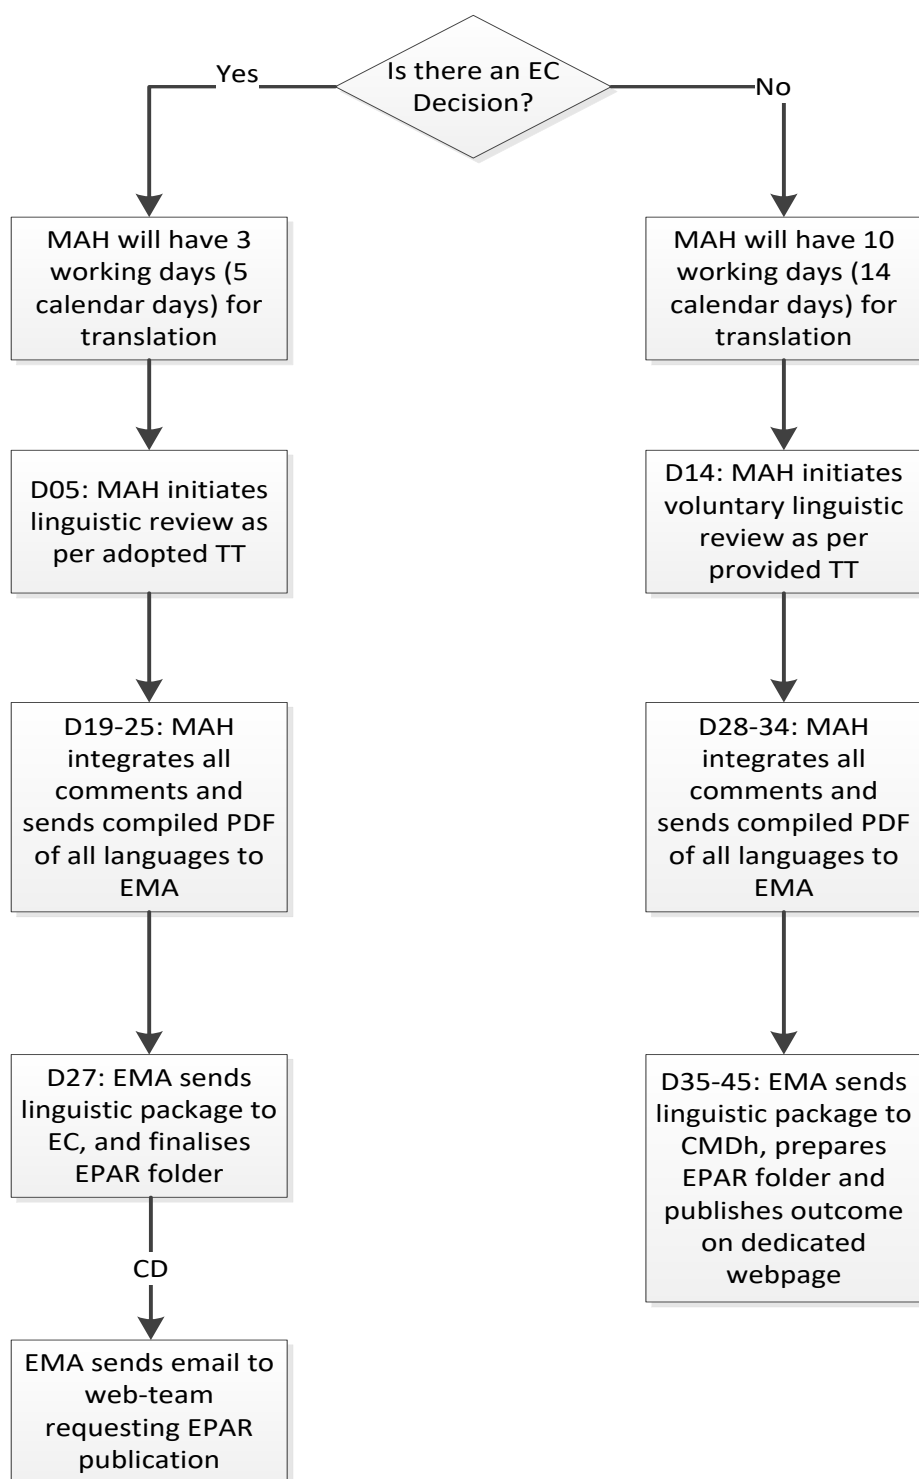 Is there an EC
Decision?
Yes
No
MAH will have 3
working days (5
calendar days) for
translation
MAH will have 10
working days (14
calendar days) for
translation
D05: MAH initiates
linguistic review as
per adopted TT
D14: MAH initiates
voluntary linguistic
review as per
provided TT
D19-25: MAH
integrates all
comments and
sends compiled PDF
of all languages to
EMA
D28-34: MAH
integrates all
comments and
sends compiled PDF
of all languages to
EMA
D27: EMA sends
linguistic package to
EC, and finalises
EPAR folder
D35-45: EMA sends
linguistic package to
CMDh, prepares
EPAR folder and
publishes outcome
on dedicated
webpage
CD
EMA sends email to
web-team
requesting EPAR
publication